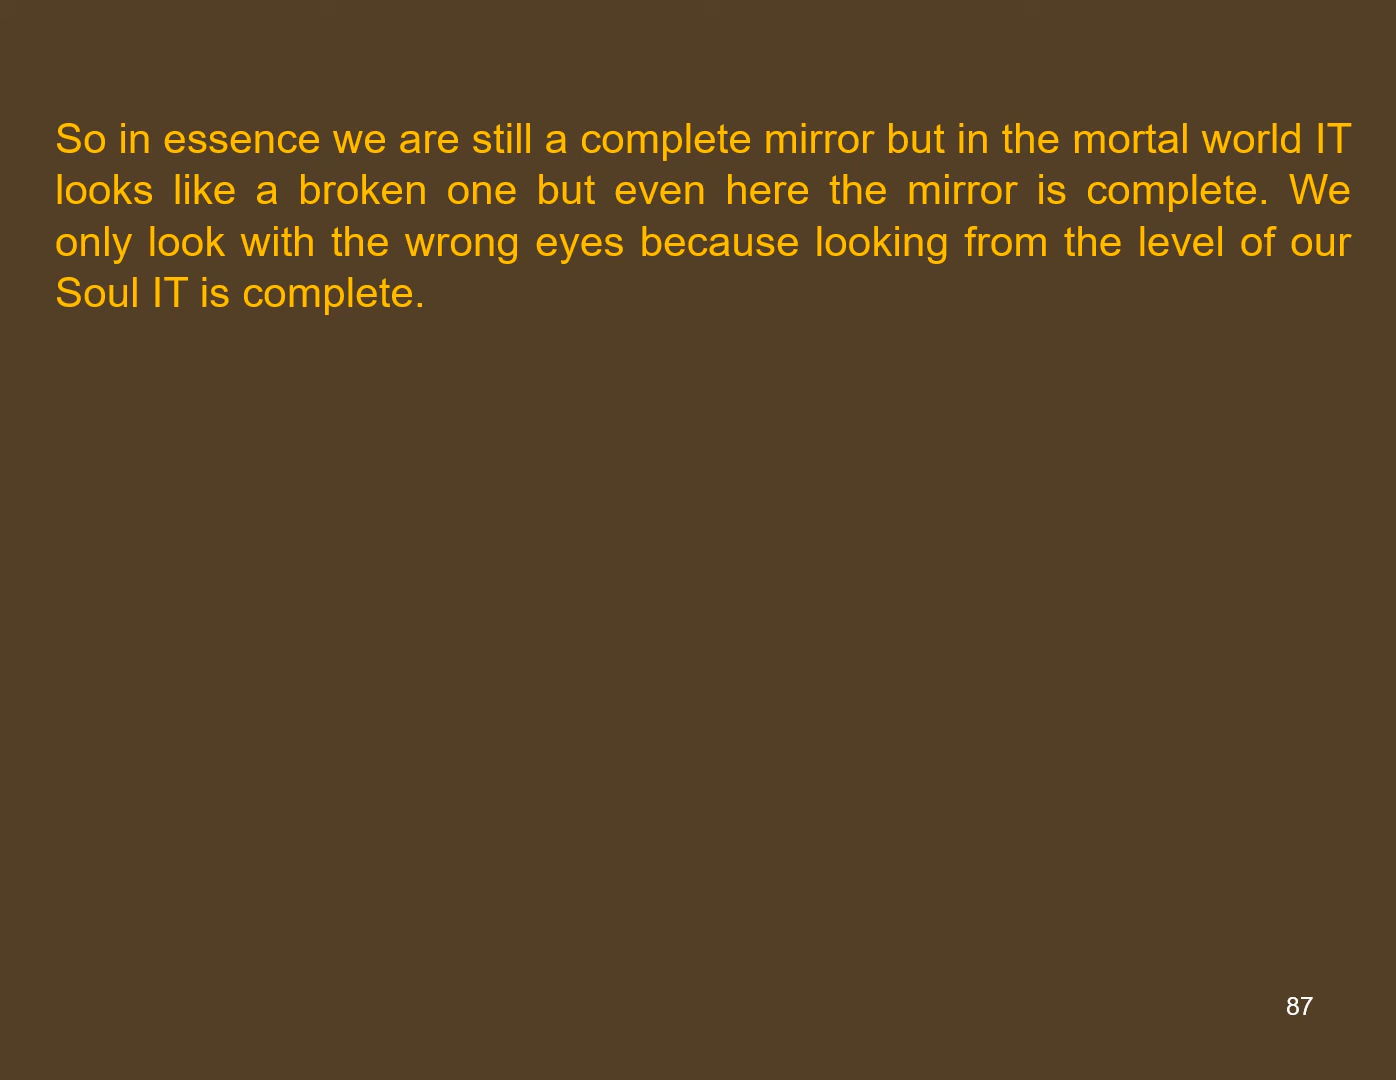 So in essence we are still a complete mirror but in the mortal world IT
looks like a broken one but even here the mirror is complete. We
only look with the wrong eyes because looking from the level of our
Soul IT is complete.
87